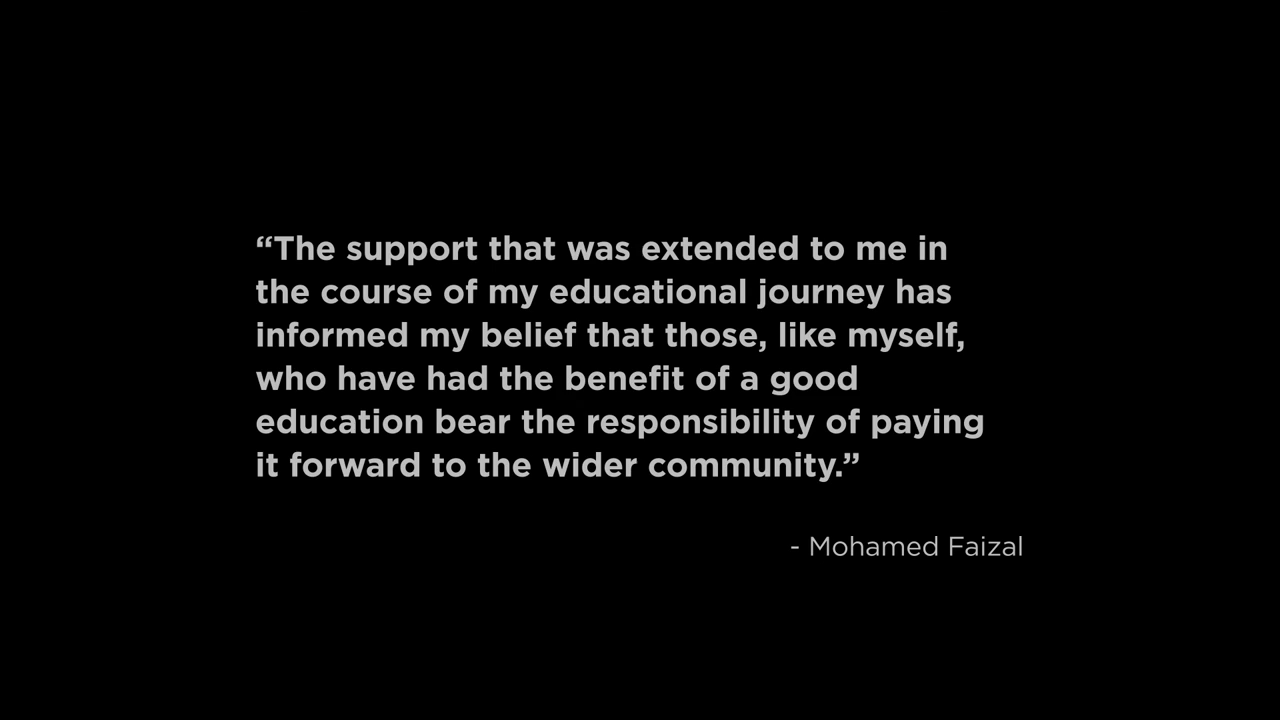 “The support that was extended to me in
the course of my educational journey has
informed my belief that those, like myself,
who have had the benefit of a good
education bear the responsibility of paying
it forward to the wider community.”
- Mohamed Faizal